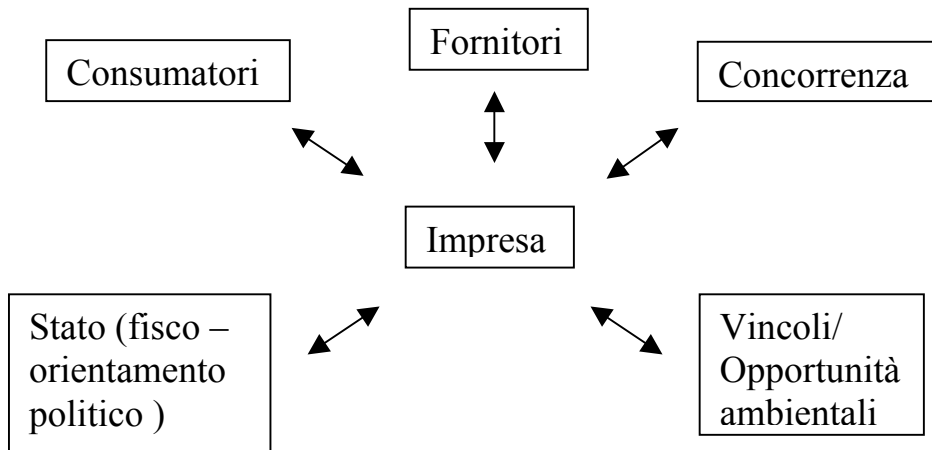 Fornitori
Consumatori
Concorrenza
Impresa
Stato (fisco –
orientamento
politico )
Vincoli/
Opportunità
ambientali